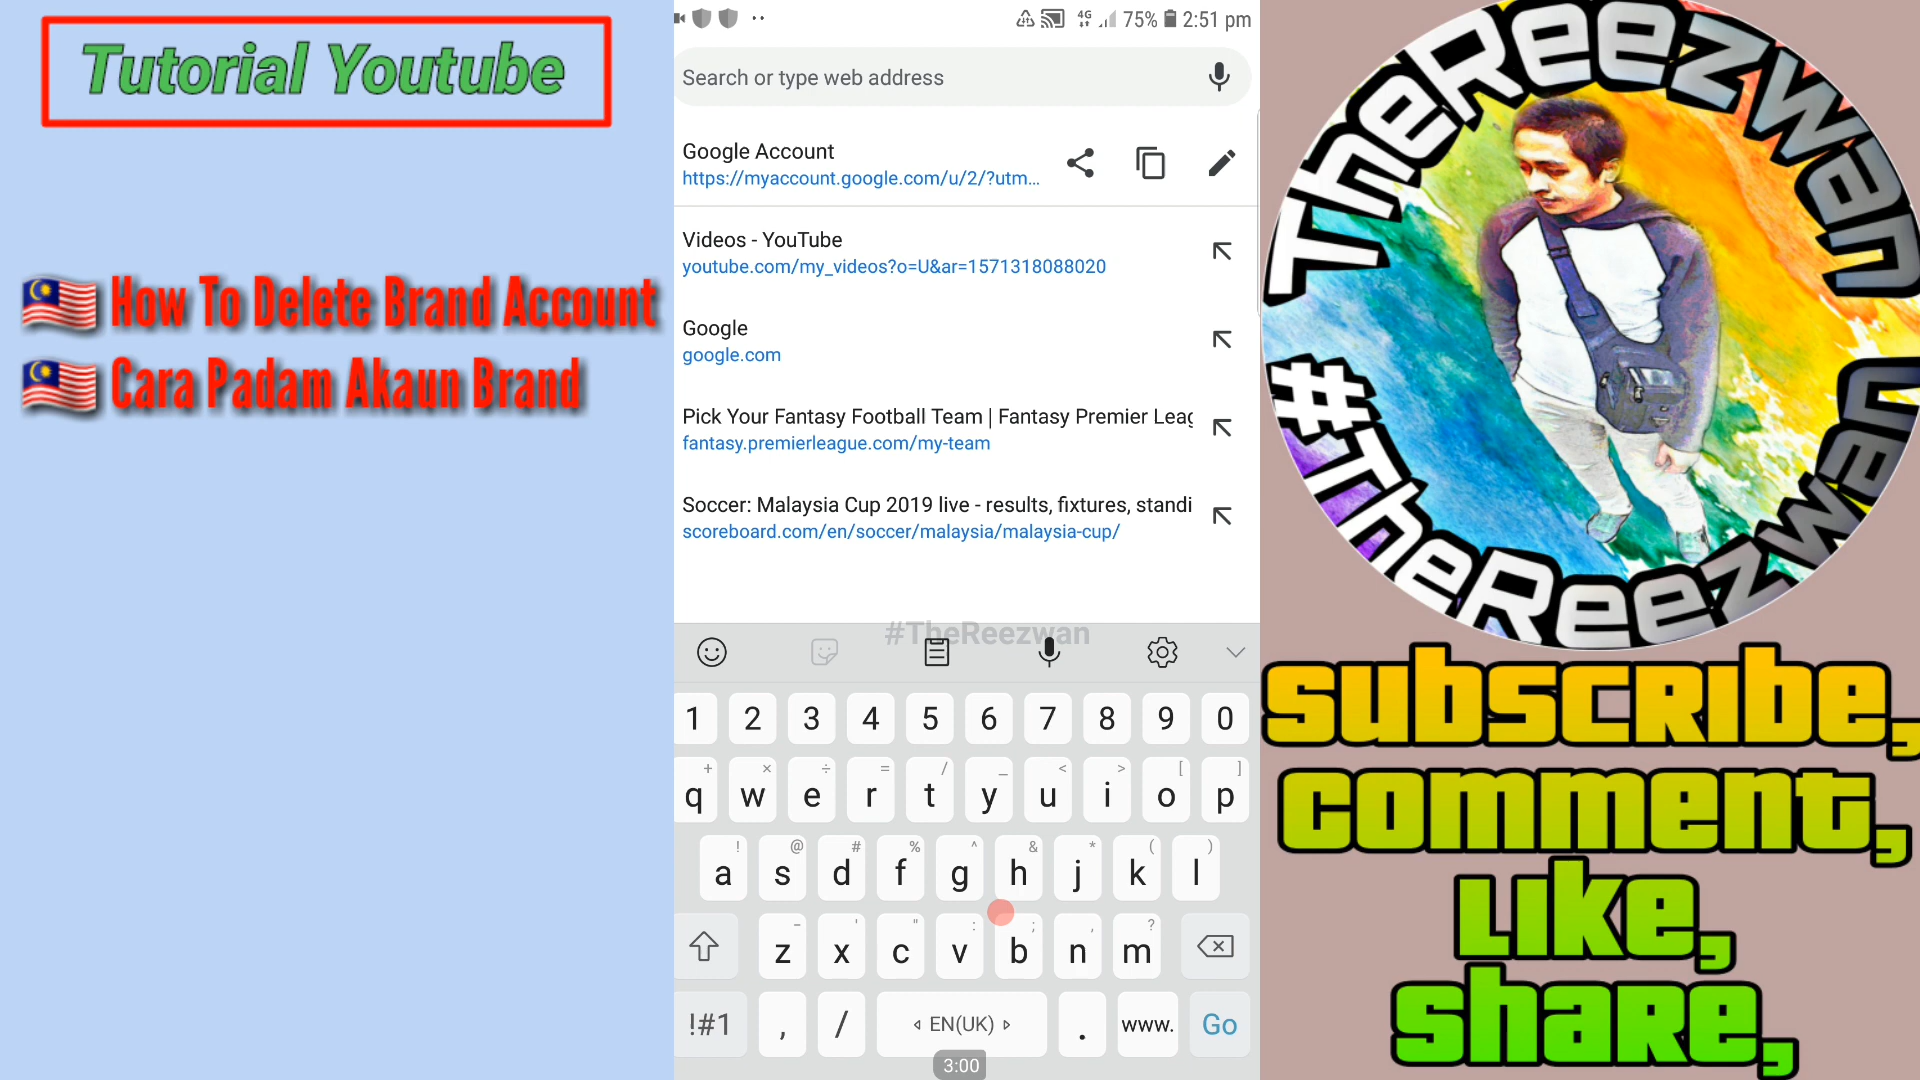 Tutorial Youtube
How To Delete Brand Account
Cara Padam Akaun Brand
4G 75% 2:51 pm
Search or type web address
Google Account
https://myaccount.google.com/u/2/?utm...
Videos - YouTube
youtube.com/my_videos?o=U&ar=1571318088020
Google
google.com
Pick Your Fantasy Football Team | Fantasy Premier Leag
fantasy.premierleague.com/my-team
Soccer: Malaysia Cup 2019 live - results, fixtures, standi
scoreboard.com/en/soccer/malaysia/malaysia-cup/
#TheReezwan
1 2 3 4 5 6 7 8 9 0
+ × ÷ = / _ < > [ ]
q w e r t y u i o p
! @ # % ^ & * ( )
a s d f g h j k l
- ' " : ; , ?
z x c v b n m
!#1 , / EN(UK) . www. Go
3:00
TheReezwan
#TheReezwan
Subscribe,
Comment,
Like,
Share,